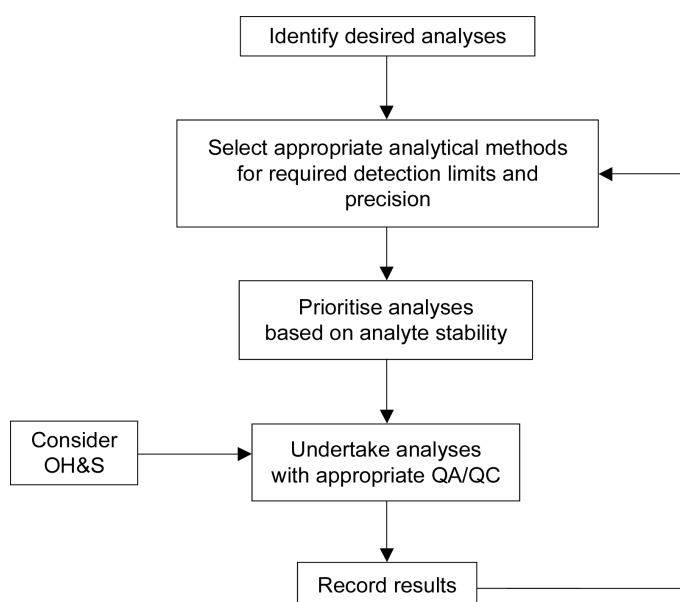 Identify desired analyses
Select appropriate analytical methods
for required detection limits and
precision
Prioritise analyses
based on analyte stability
Consider
OH&S
Undertake analyses
with appropriate QA/QC
Record results